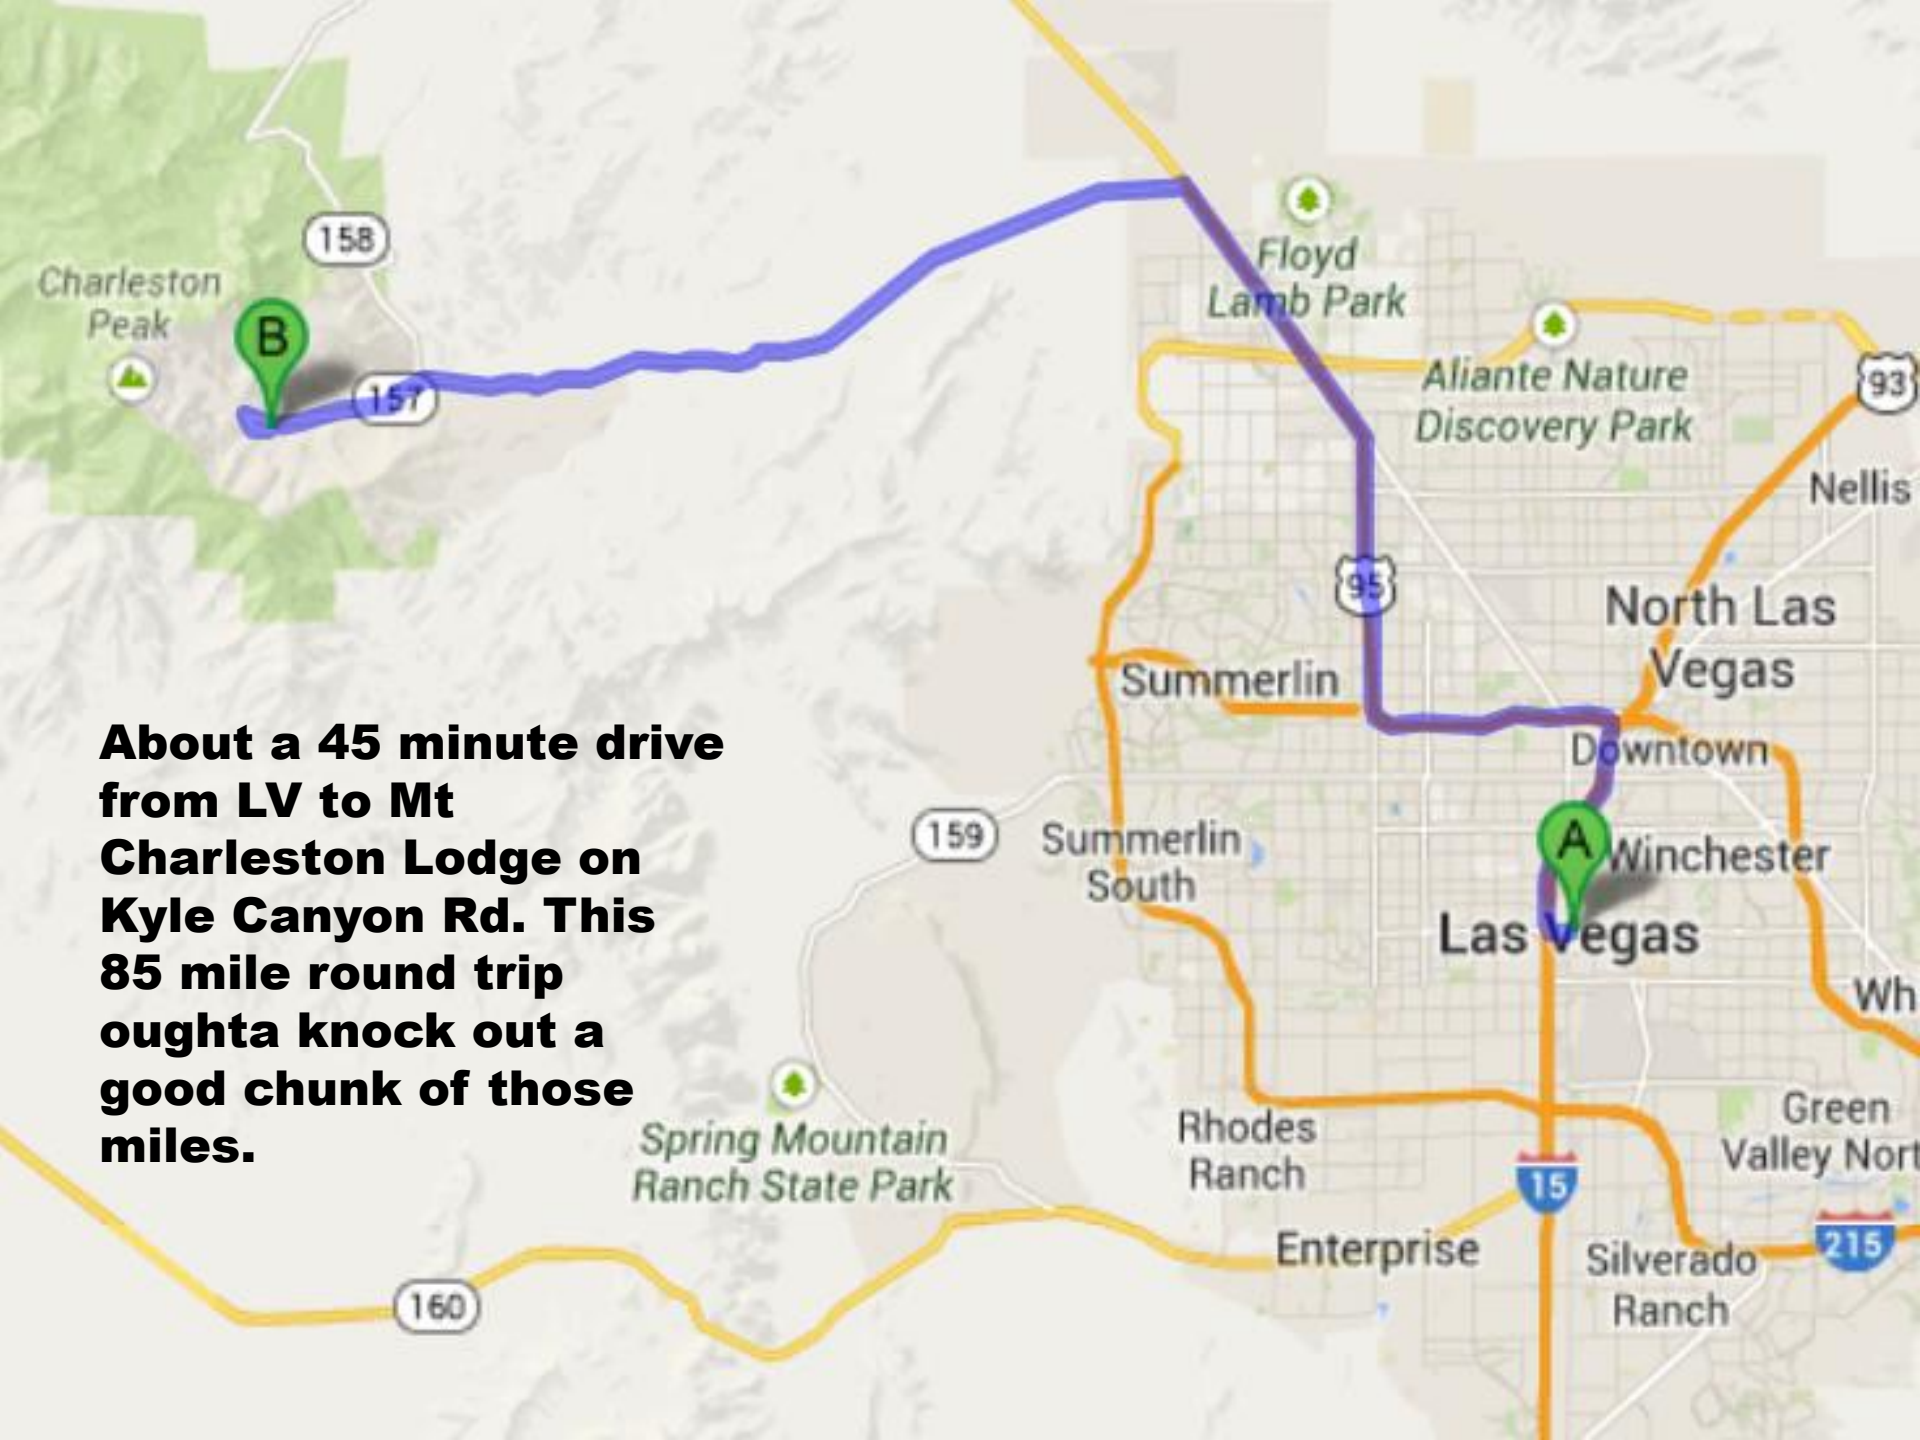 158
Charleston
Peak
B
157
Floyd
Lamb Park
Aliante Nature
Discovery Park
93
Nellis
95
North Las
Vegas
Summerlin
Downtown
About a 45 minute drive
from LV to Mt
Charleston Lodge on
Kyle Canyon Rd. This
85 mile round trip
oughta knock out a
good chunk of those
miles.
159
Summerlin
South
A
Winchester
Las Vegas
Wh
Spring Mountain
Ranch State Park
Rhodes
Ranch
Green
Valley Nort
15
Enterprise
215
Silverado
Ranch
160